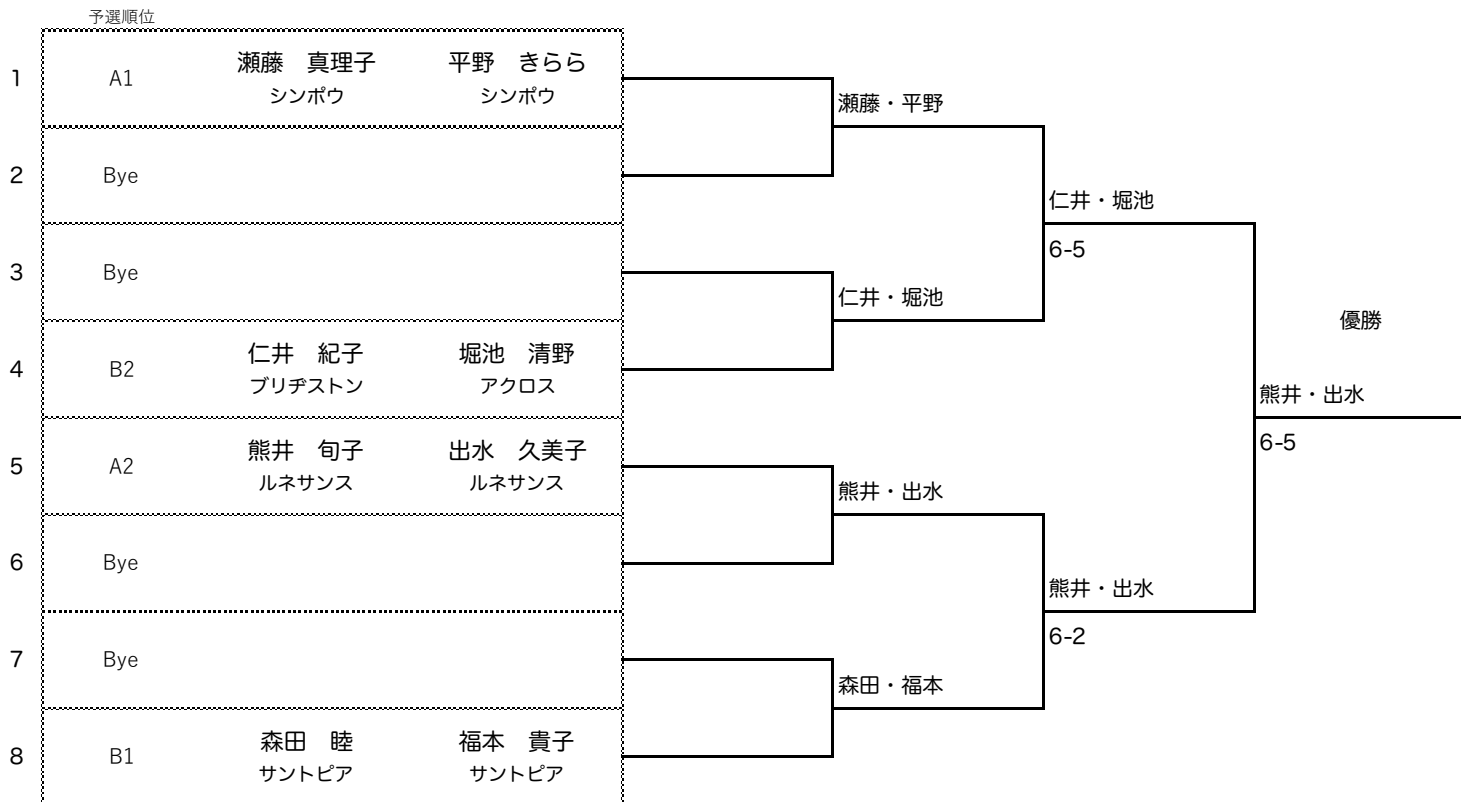 予選順位
1 A1 瀬藤　真理子 平野　きらら
シンポウ シンポウ
瀬藤・平野
2 Bye
仁井・堀池
6-5
3 Bye
仁井・堀池
優勝
4 B2 仁井　紀子 堀池　清野
ブリヂストン アクロス
熊井・出水
6-5
5 A2 熊井　旬子 出水　久美子
ルネサンス ルネサンス
熊井・出水
6 Bye
熊井・出水
6-2
7 Bye
森田・福本
8 B1 森田　睦 福本　貴子
サントピア サントピア